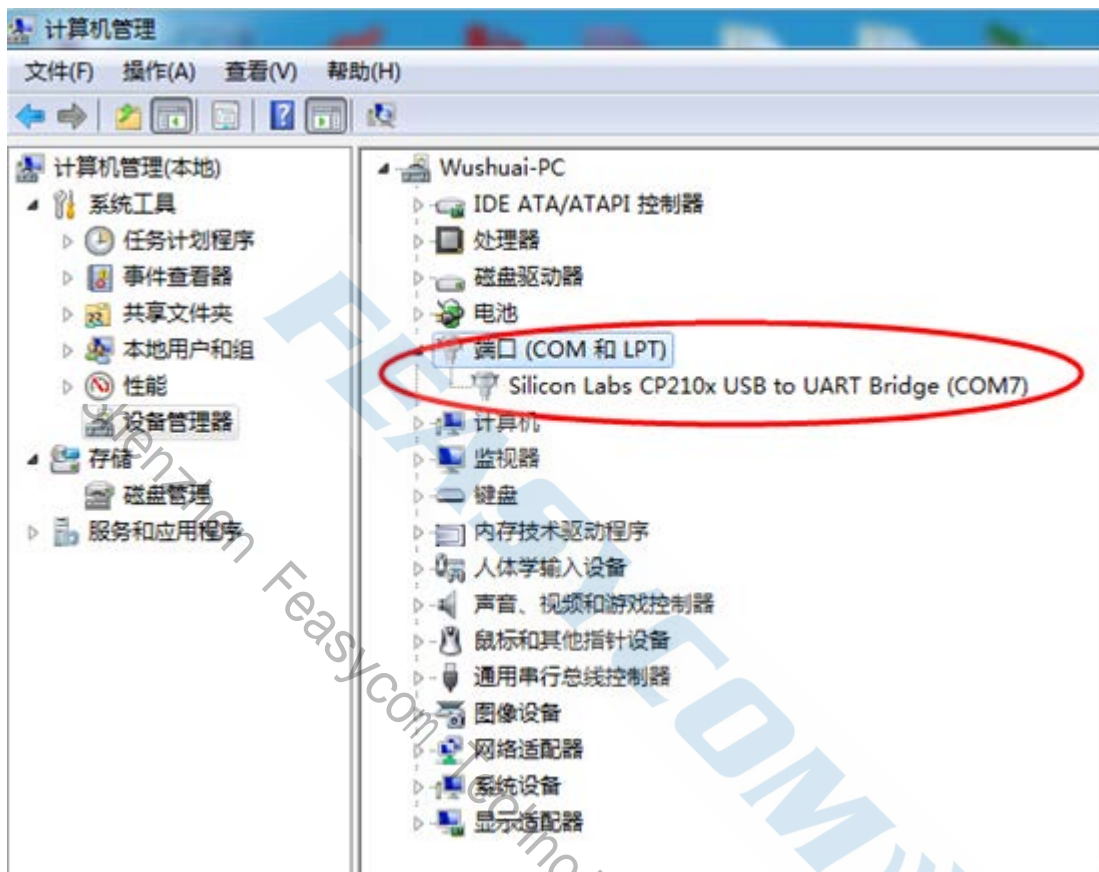 计算机管理
文件(F) 操作(A) 查看(V) 帮助(H)
计算机管理(本地)
系统工具
任务计划程序
事件查看器
共享文件夹
本地用户和组
性能
设备管理器
存储
磁盘管理
服务和应用程序
Wushuai-PC
IDE ATA/ATAPI 控制器
处理器
磁盘驱动器
电池
端口 (COM 和 LPT)
Silicon Labs CP210x USB to UART Bridge (COM7)
计算机
监视器
键盘
内存技术驱动程序
人体学输入设备
声音、视频和游戏控制器
鼠标和其他指针设备
通用串行总线控制器
图像设备
网络适配器
系统设备
显示适配器
FEASYCOM
Shenzhen Feasycom